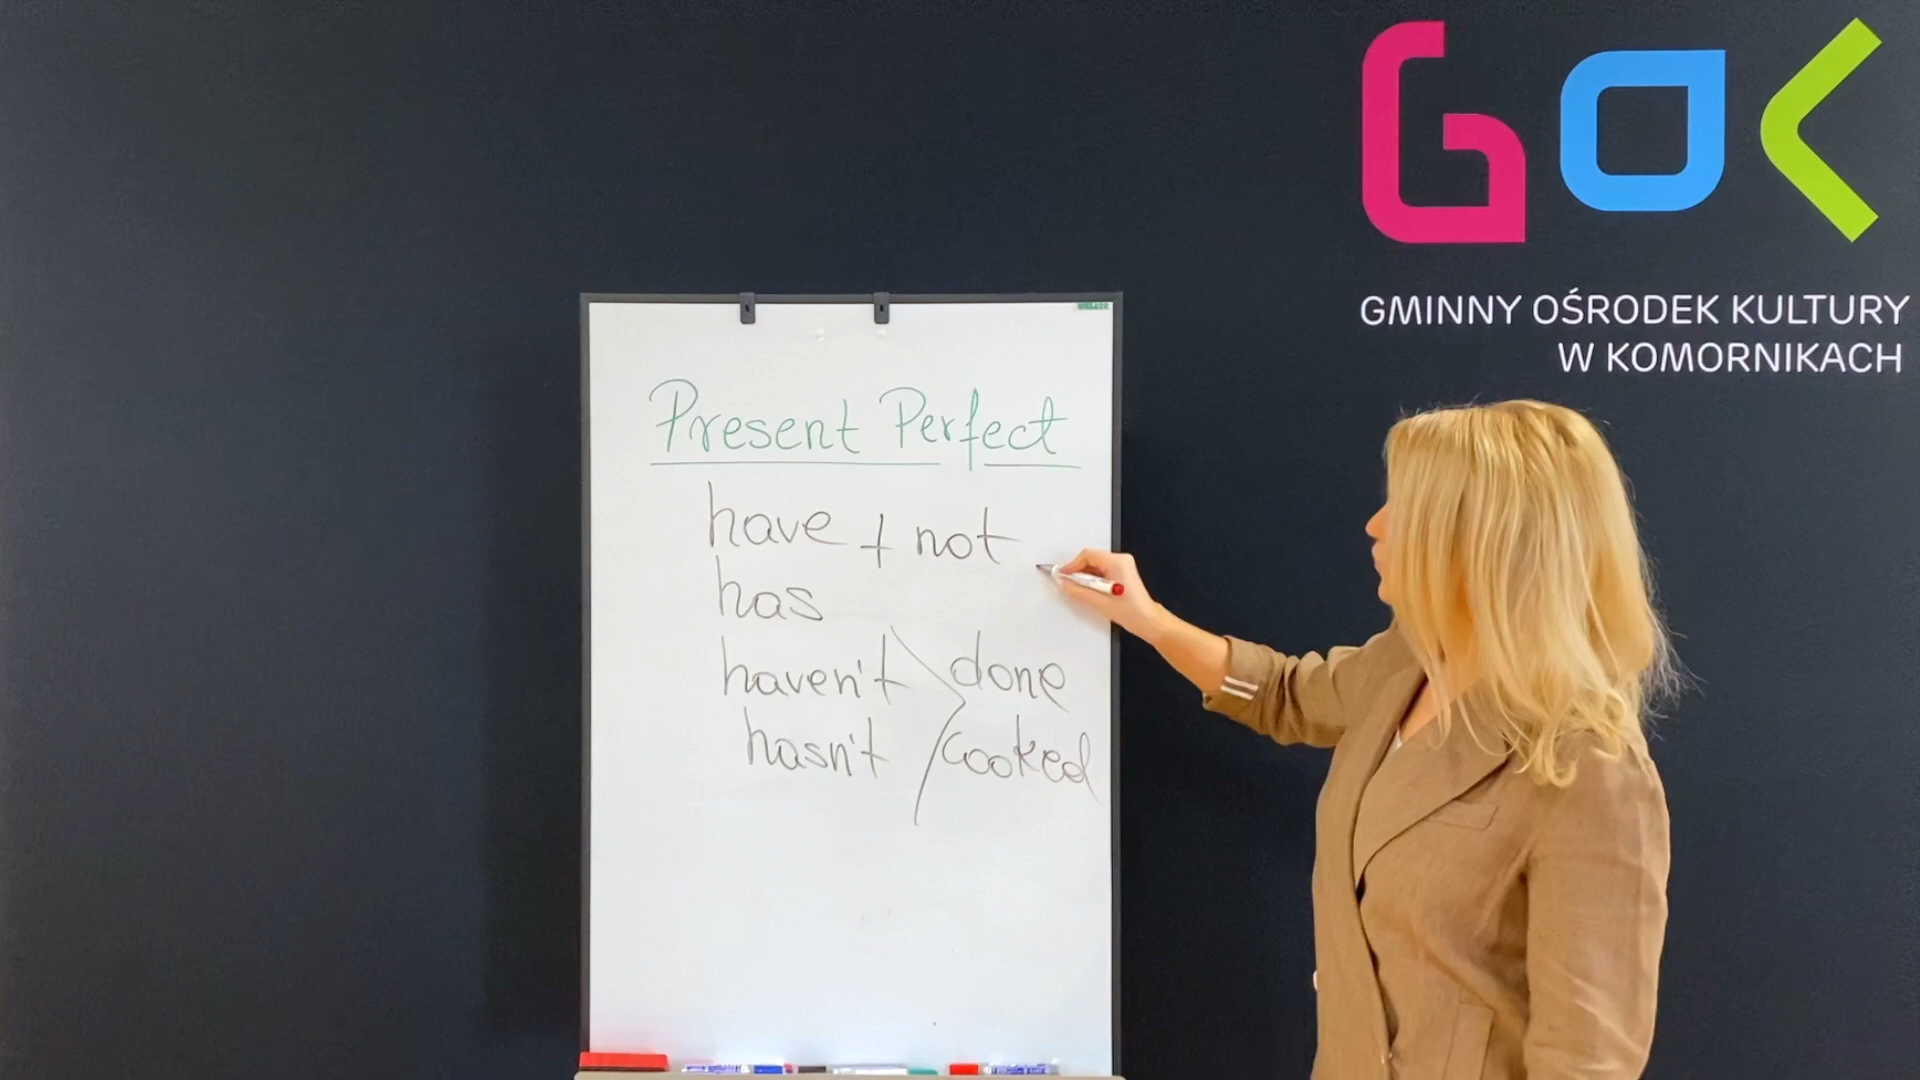 GOK
GMINNY OŚRODEK KULTURY
W KOMORNIKACH
Present Perfect
have + not
has
haven't done
hasn't cooked